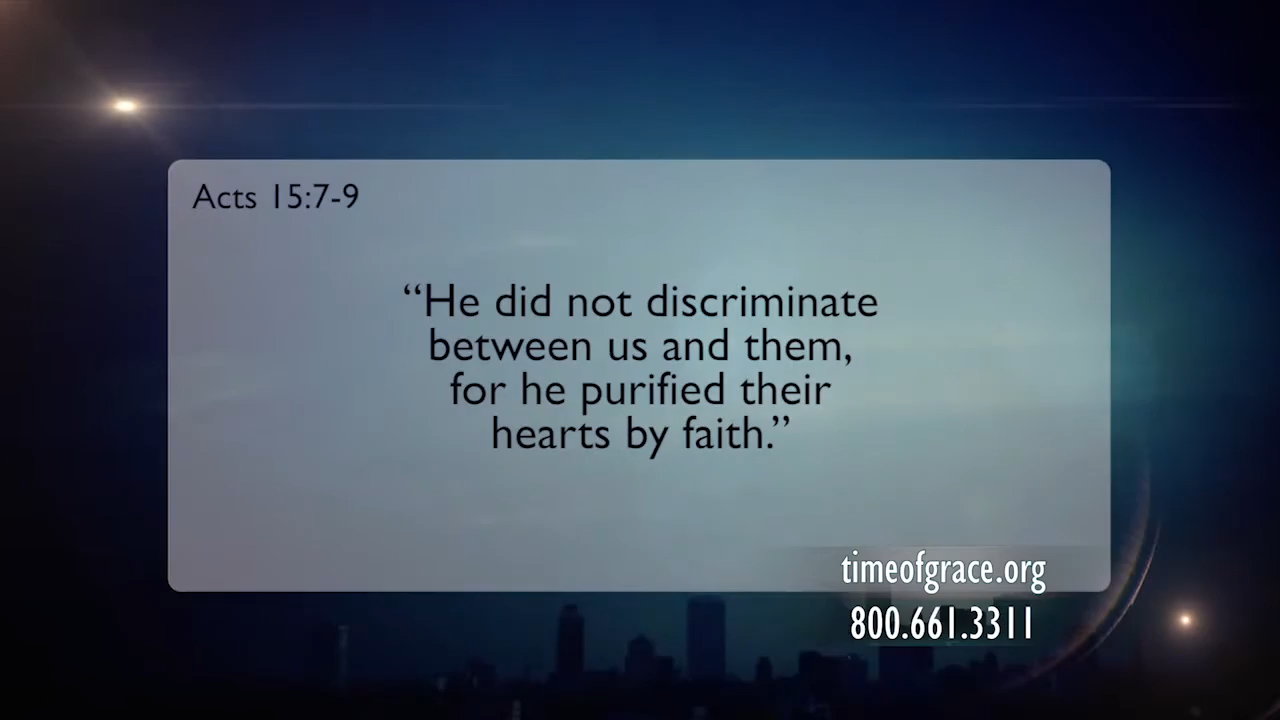 Acts 15:7-9
“He did not discriminate
between us and them,
for he purified their
hearts by faith.”
timeofgrace.org
800.661.3311